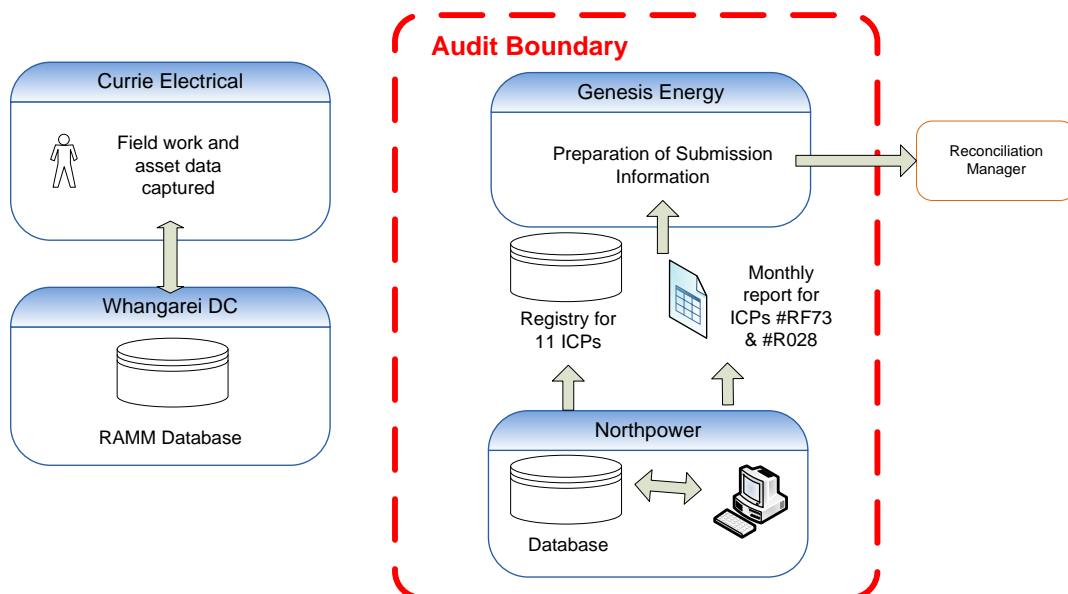 Audit Boundary
Currie Electrical
Field work and
asset data
captured
Whangarei DC
RAMM Database
Genesis Energy
Preparation of Submission
Information
Reconciliation
Manager
Registry for
11 ICPs
Monthly
report for
ICPs #RF73
& #R028
Northpower
Database